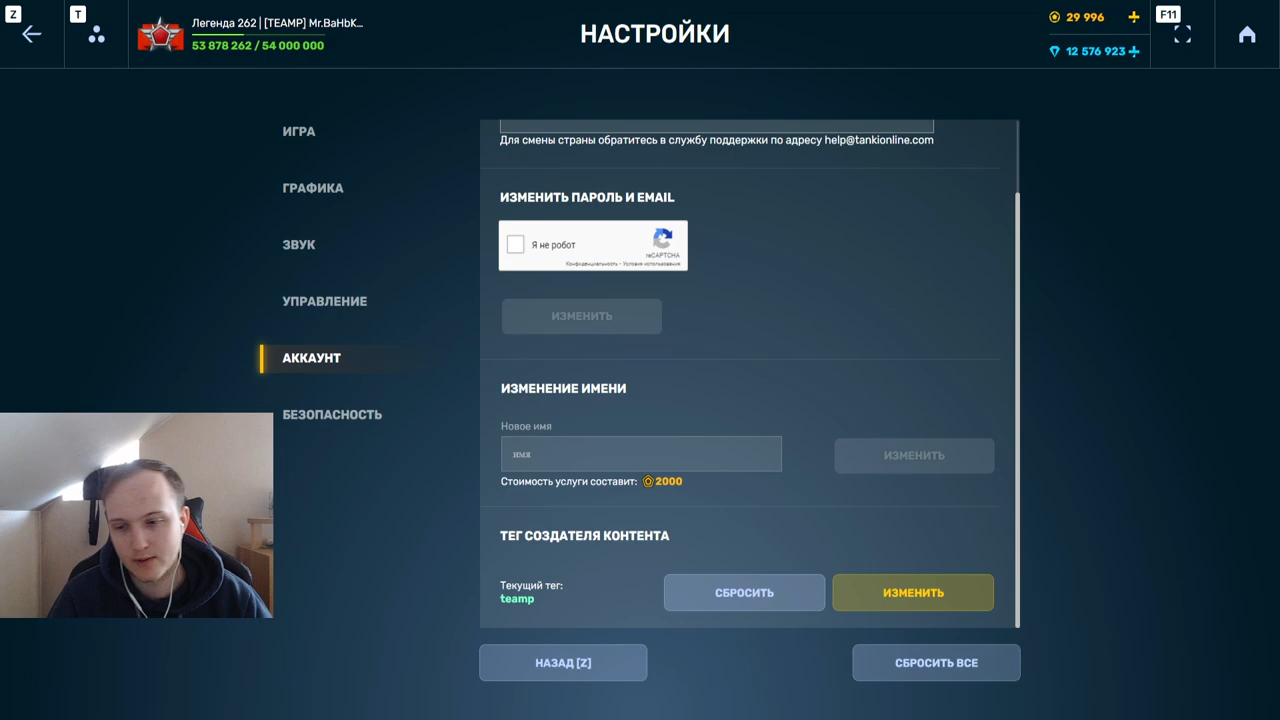 Z
T
Легенда 262 | [TEAMP] Mr.BaHbK...
53 878 262 / 54 000 000
НАСТРОЙКИ
29 996
12 576 923
F11
ИГРА
ГРАФИКА
ЗВУК
УПРАВЛЕНИЕ
АККАУНТ
БЕЗОПАСНОСТЬ
Для смены страны обратитесь в службу поддержки по адресу help@tankionline.com
ИЗМЕНИТЬ ПАРОЛЬ И EMAIL
Я не робот
reCAPTCHA
Конфиденциальность - Условия использования
ИЗМЕНИТЬ
ИЗМЕНЕНИЕ ИМЕНИ
Новое имя
имя
ИЗМЕНИТЬ
Стоимость услуги составит: 2000
ТЕГ СОЗДАТЕЛЯ КОНТЕНТА
Текущий тег:
teamp
СБРОСИТЬ
ИЗМЕНИТЬ
НАЗАД [Z]
СБРОСИТЬ ВСЕ